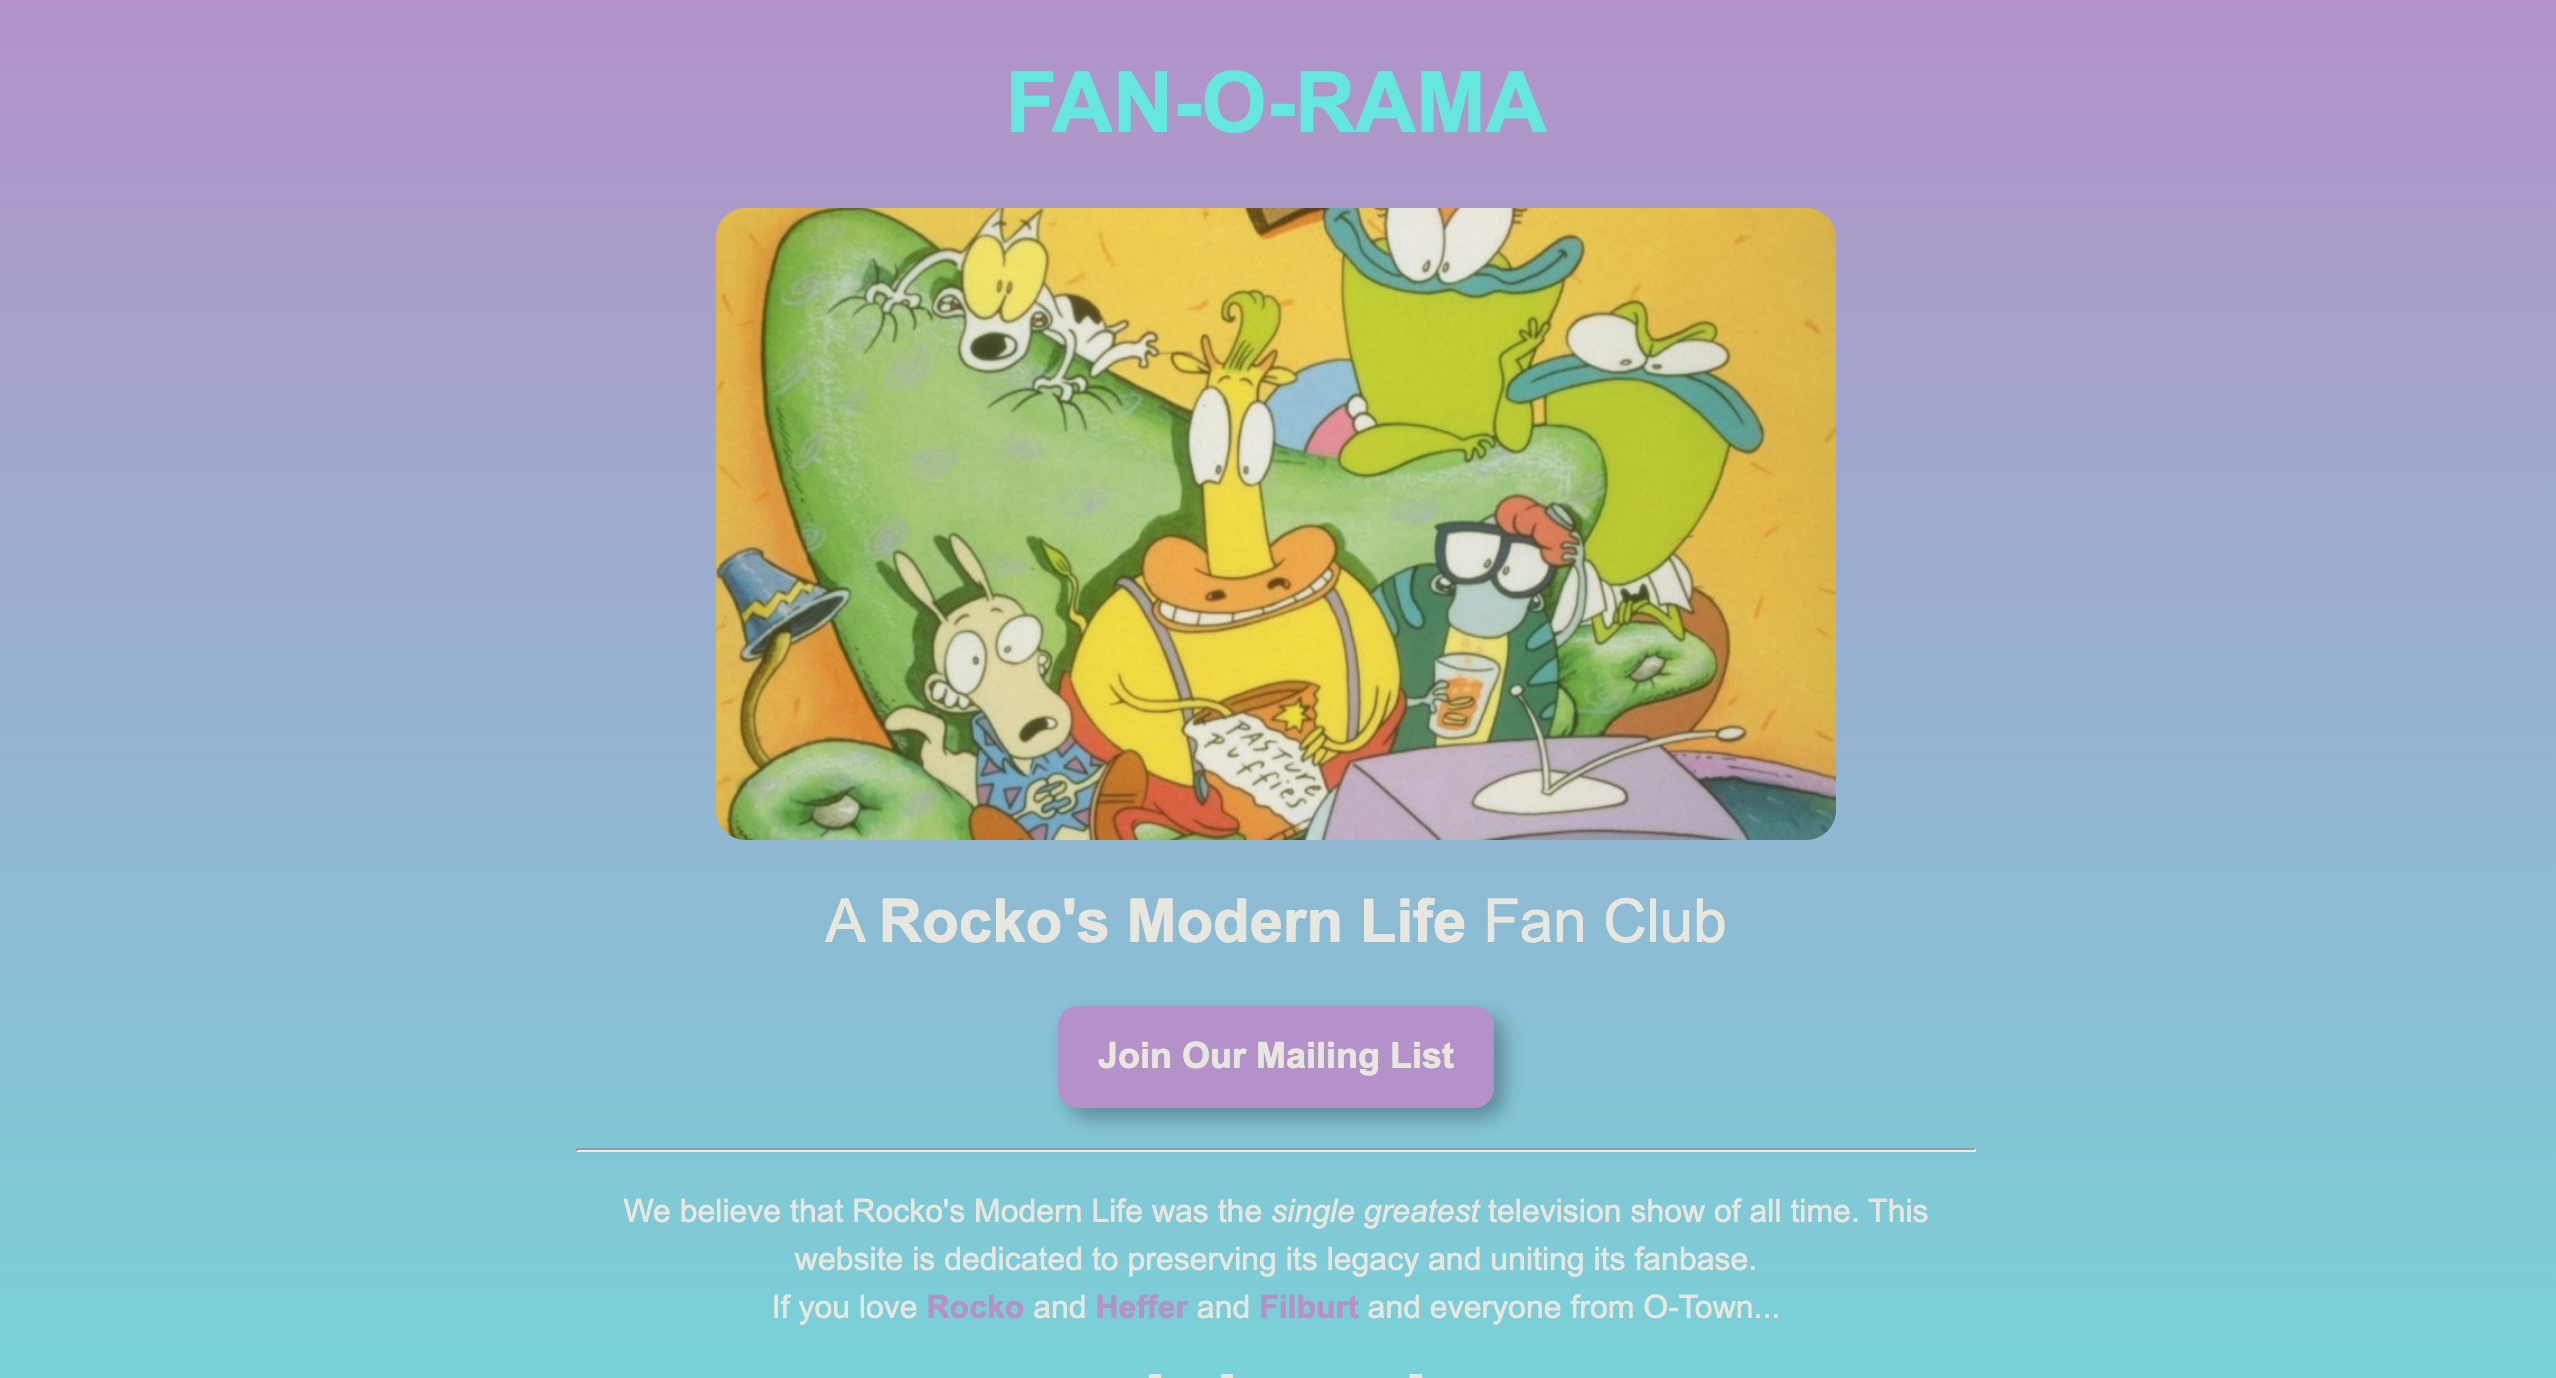 FAN-O-RAMA
PASTURE
PUFFIES
A Rocko's Modern Life Fan Club
Join Our Mailing List
We believe that Rocko's Modern Life was the single greatest television show of all time. This
website is dedicated to preserving its legacy and uniting its fanbase.
If you love Rocko and Heffer and Filburt and everyone from O-Town...